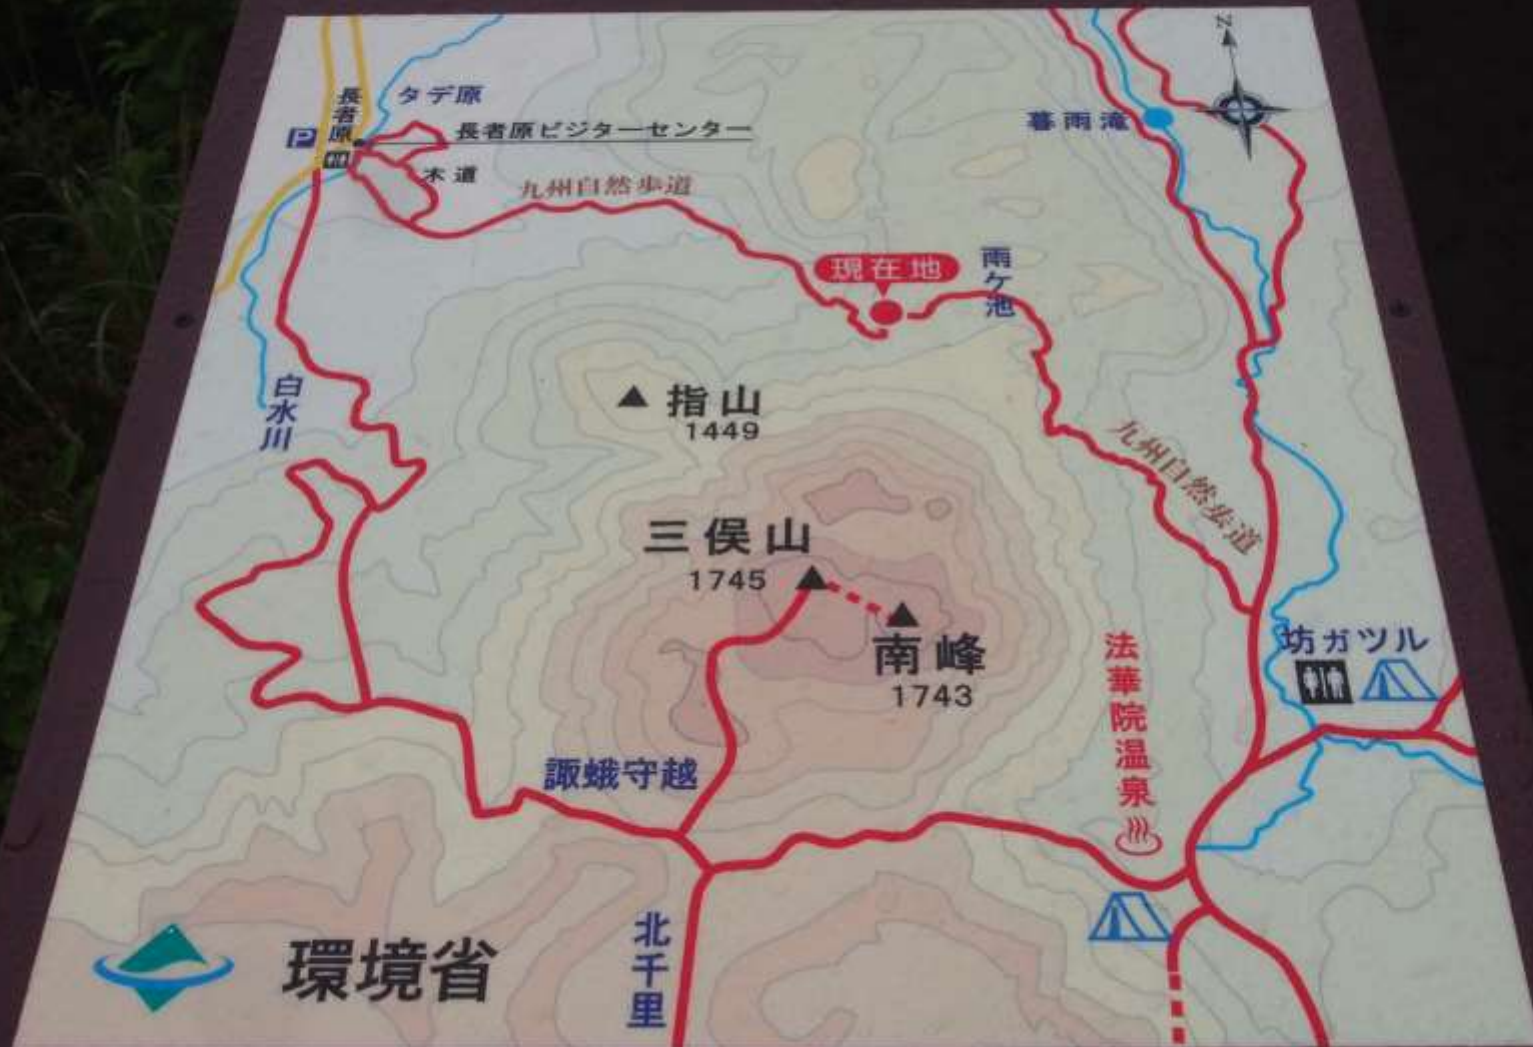 N
タデ原
長者原
P
長者原ビジターセンター
暮雨滝
木道
九州自然歩道
現在地
雨ケ池
白水川
指山
1449
九州自然歩道
三俣山
1745
南峰
1743
坊ガツル
法華院温泉
諏蛾守越
北千里
環境省